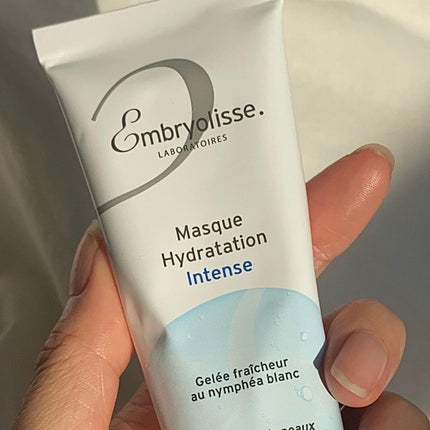 Embryolisse.
LABORATOIRES
Masque
Hydratation
Intense
Gelée fraîcheur
au nymphéa blanc